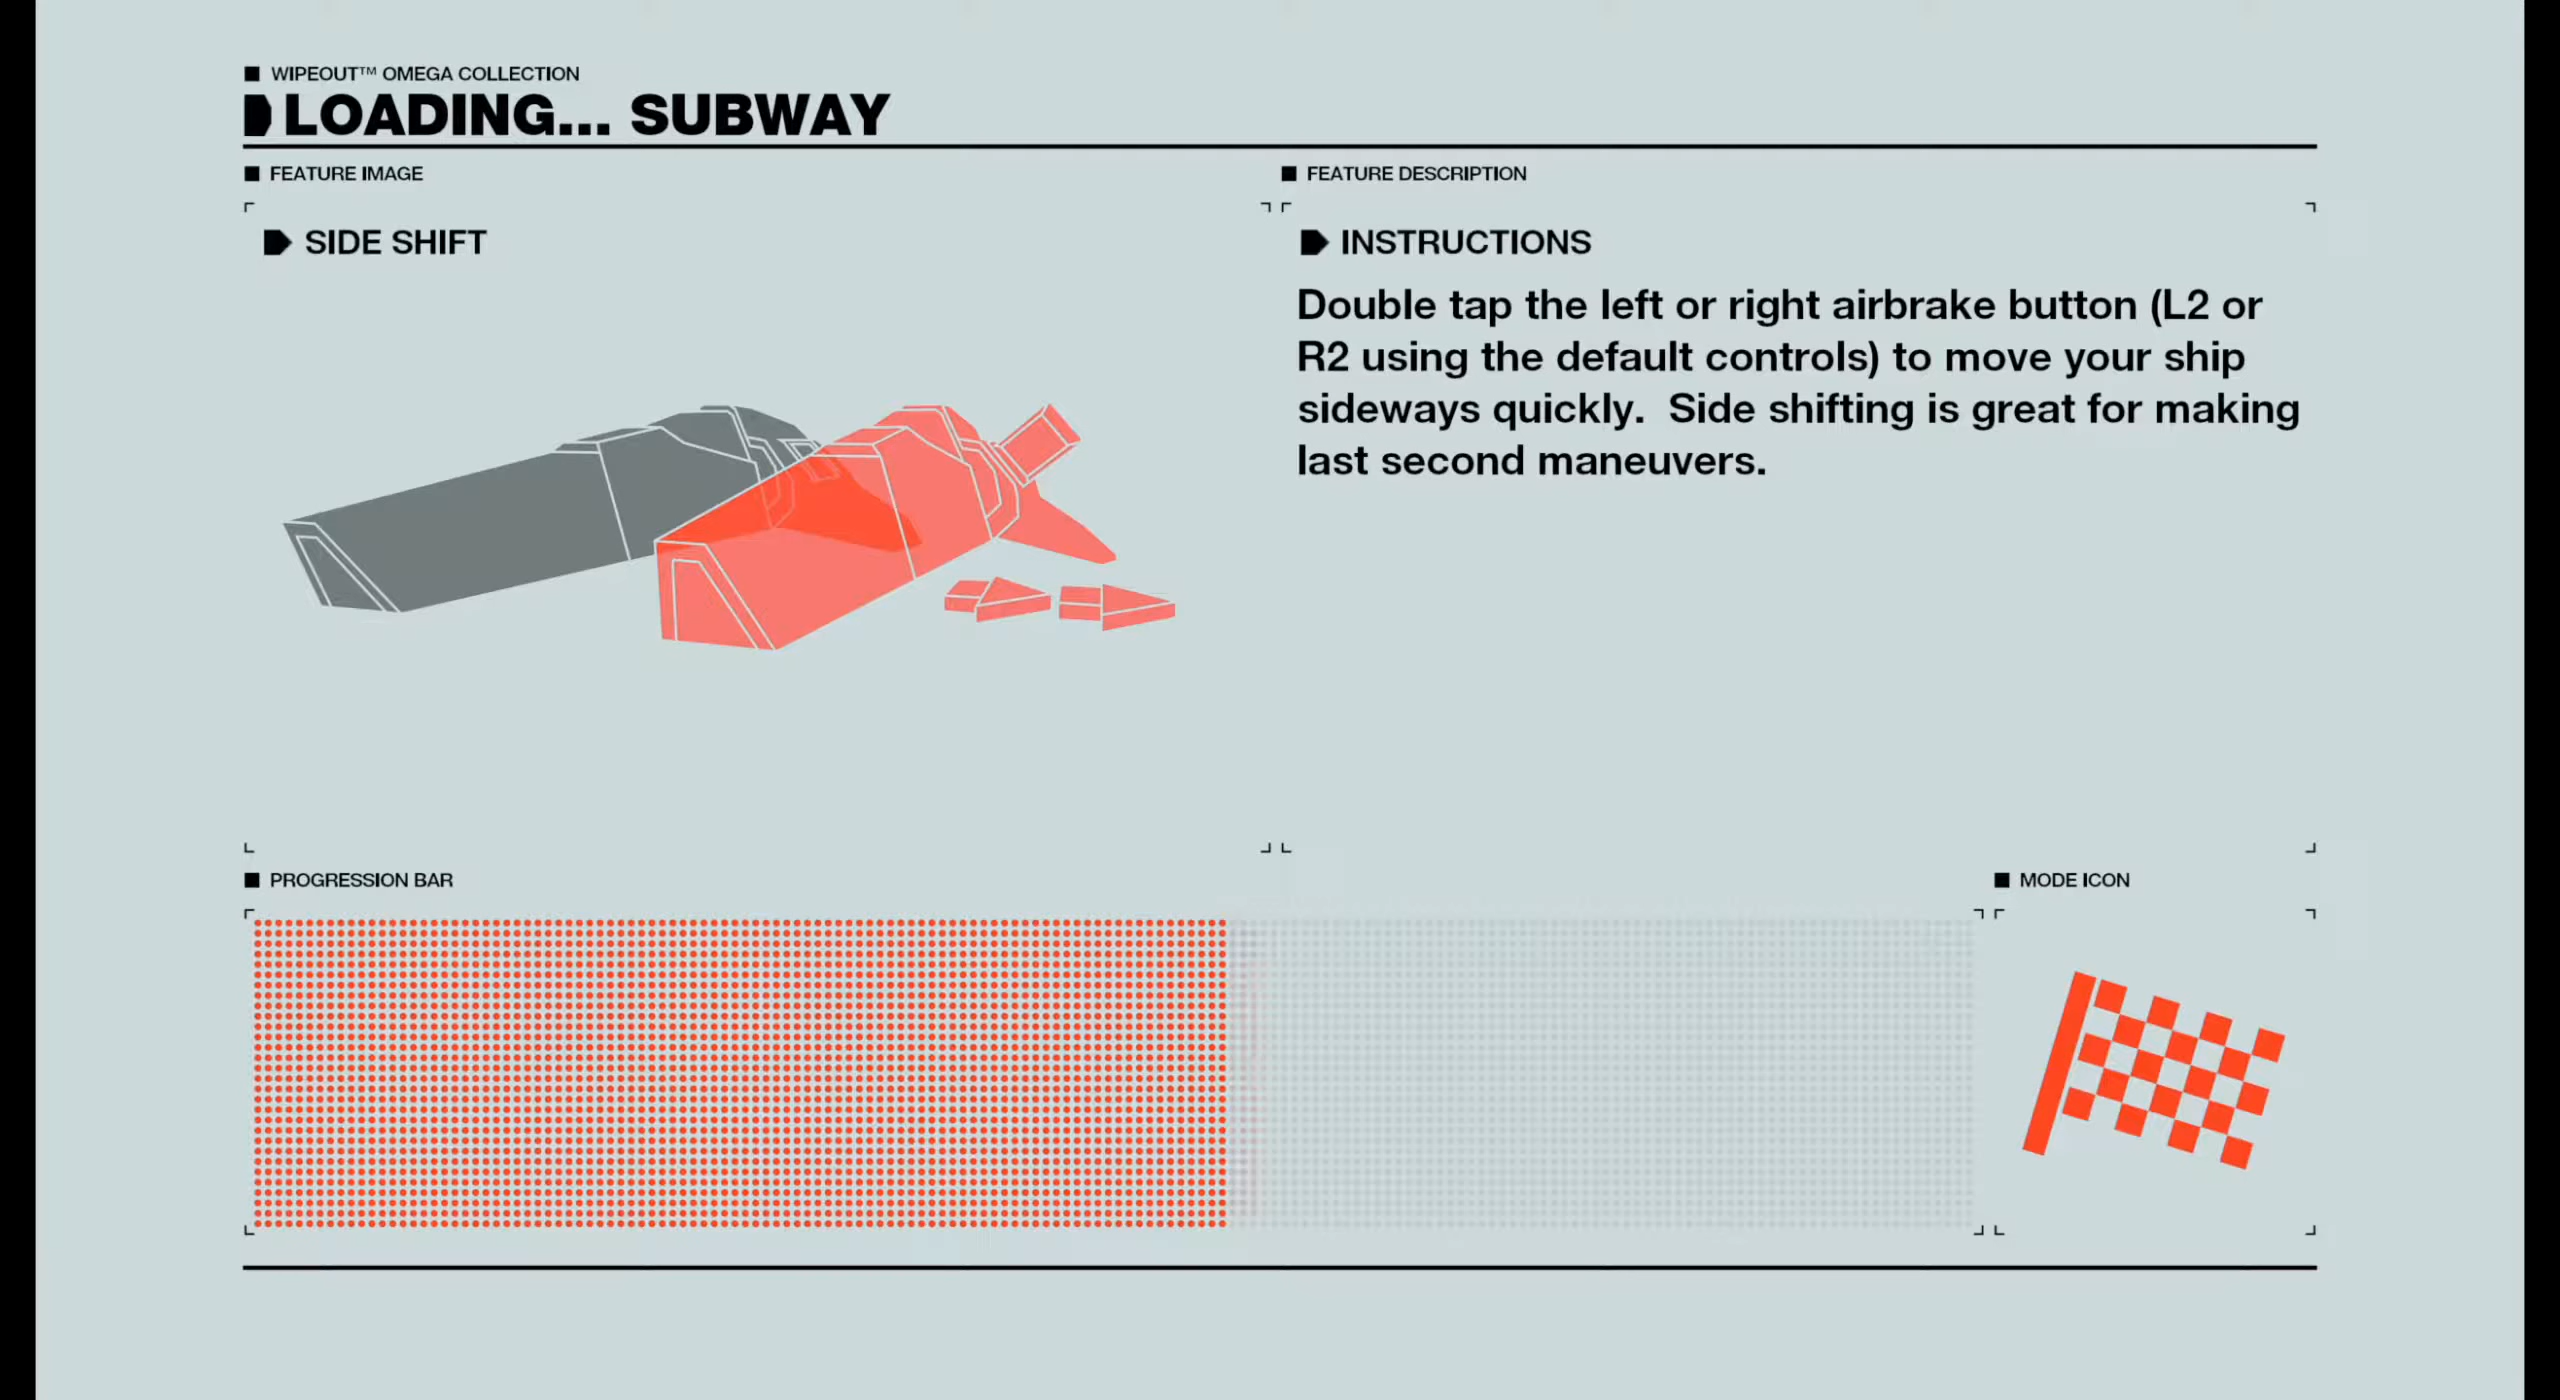 WIPEOUT™ OMEGA COLLECTION
LOADING... SUBWAY
FEATURE IMAGE
FEATURE DESCRIPTION
SIDE SHIFT
INSTRUCTIONS
Double tap the left or right airbrake button (L2 or
R2 using the default controls) to move your ship
sideways quickly.  Side shifting is great for making
last second maneuvers.
PROGRESSION BAR
MODE ICON